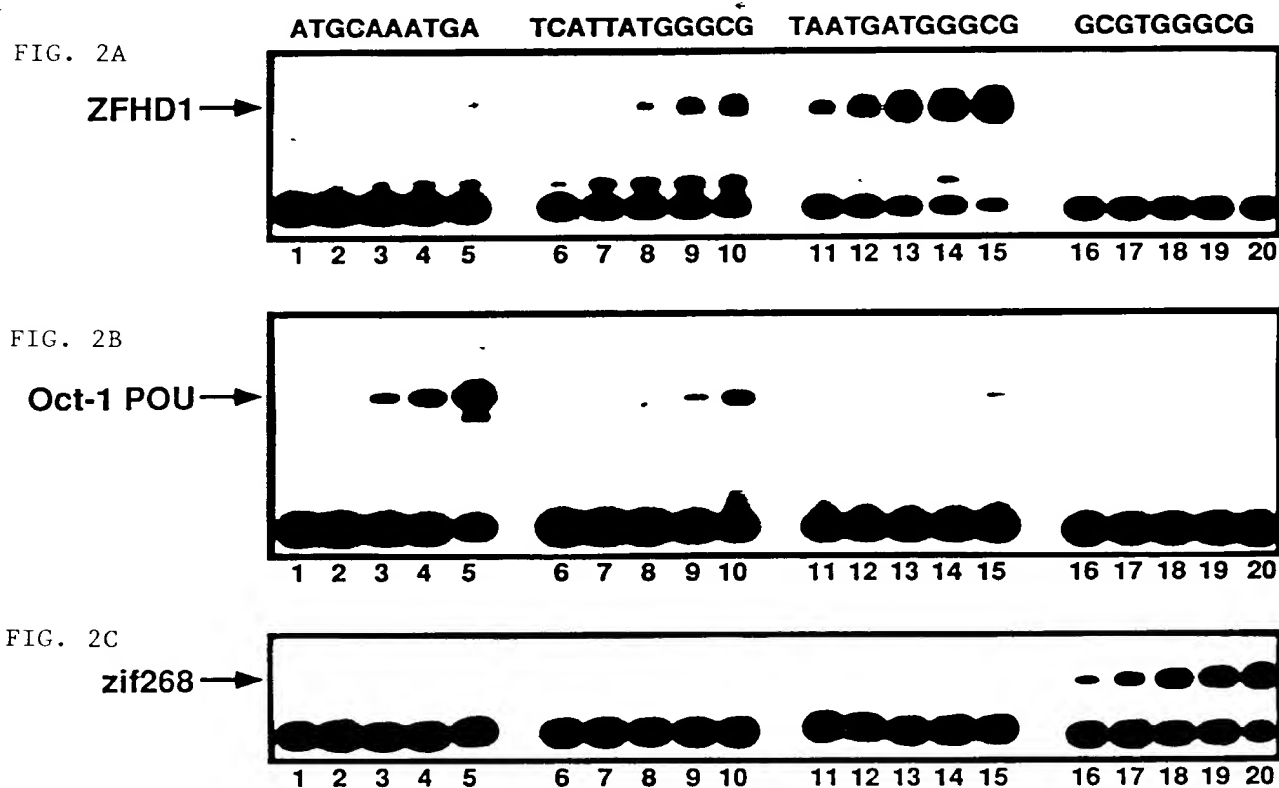 ATGCAAATGA TCATTATGGGCG TAATGATGGGCG GCGTGGGCG
FIG. 2A
ZFHD1
1 2 3 4 5 6 7 8 9 10 11 12 13 14 15 16 17 18 19 20
FIG. 2B
Oct-1 POU
1 2 3 4 5 6 7 8 9 10 11 12 13 14 15 16 17 18 19 20
FIG. 2C
zif268
1 2 3 4 5 6 7 8 9 10 11 12 13 14 15 16 17 18 19 20